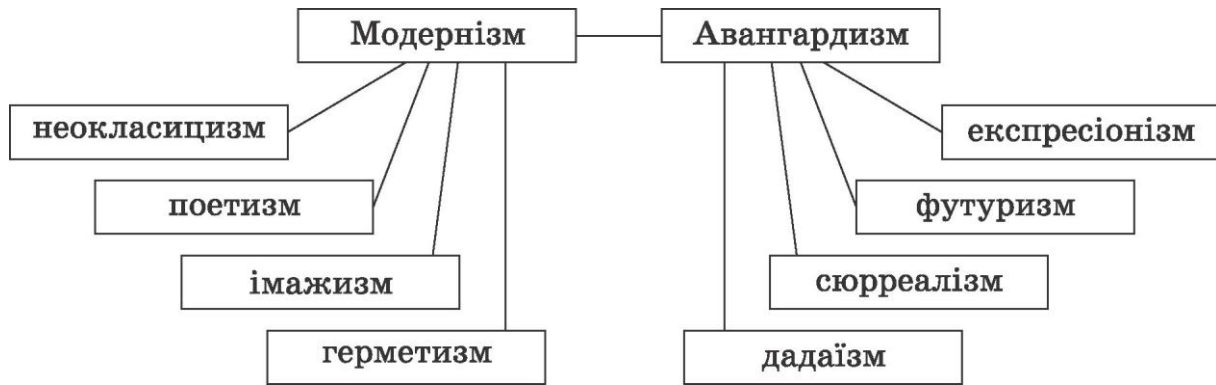 Модернізм
Авангардизм
неокласицизм
експресіонізм
поетизм
футуризм
імажизм
сюрреалізм
герметизм
дадаїзм